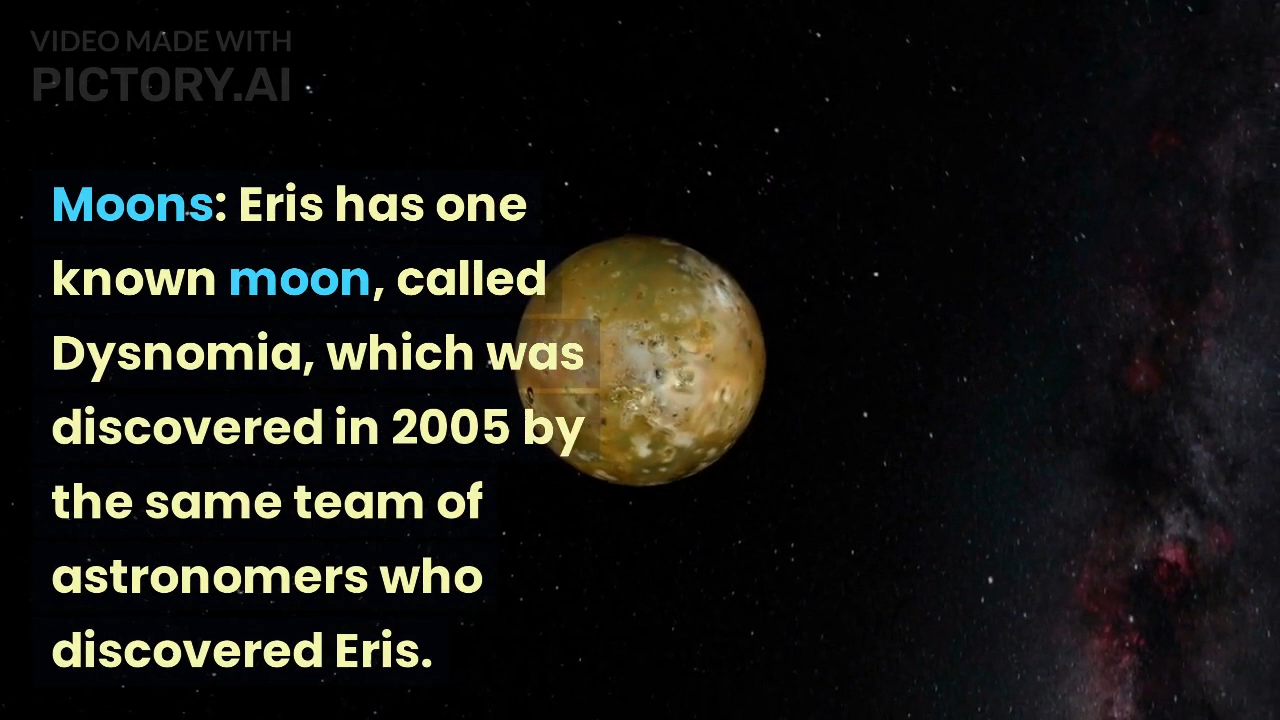 VIDEO MADE WITH
PICTORY.AI
Moons: Eris has one
known moon, called
Dysnomia, which was
discovered in 2005 by
the same team of
astronomers who
discovered Eris.